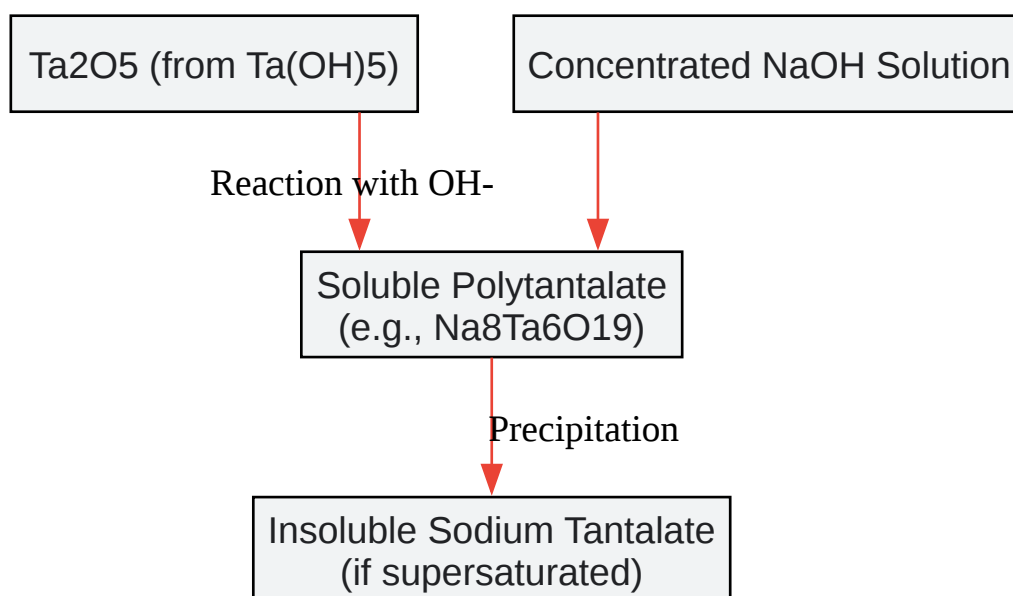 Ta2O5 (from Ta(OH)5)
Concentrated NaOH Solution
Reaction with OH-
Soluble Polytantalate
(e.g., Na8Ta6O19)
Precipitation
Insoluble Sodium Tantalate
(if supersaturated)